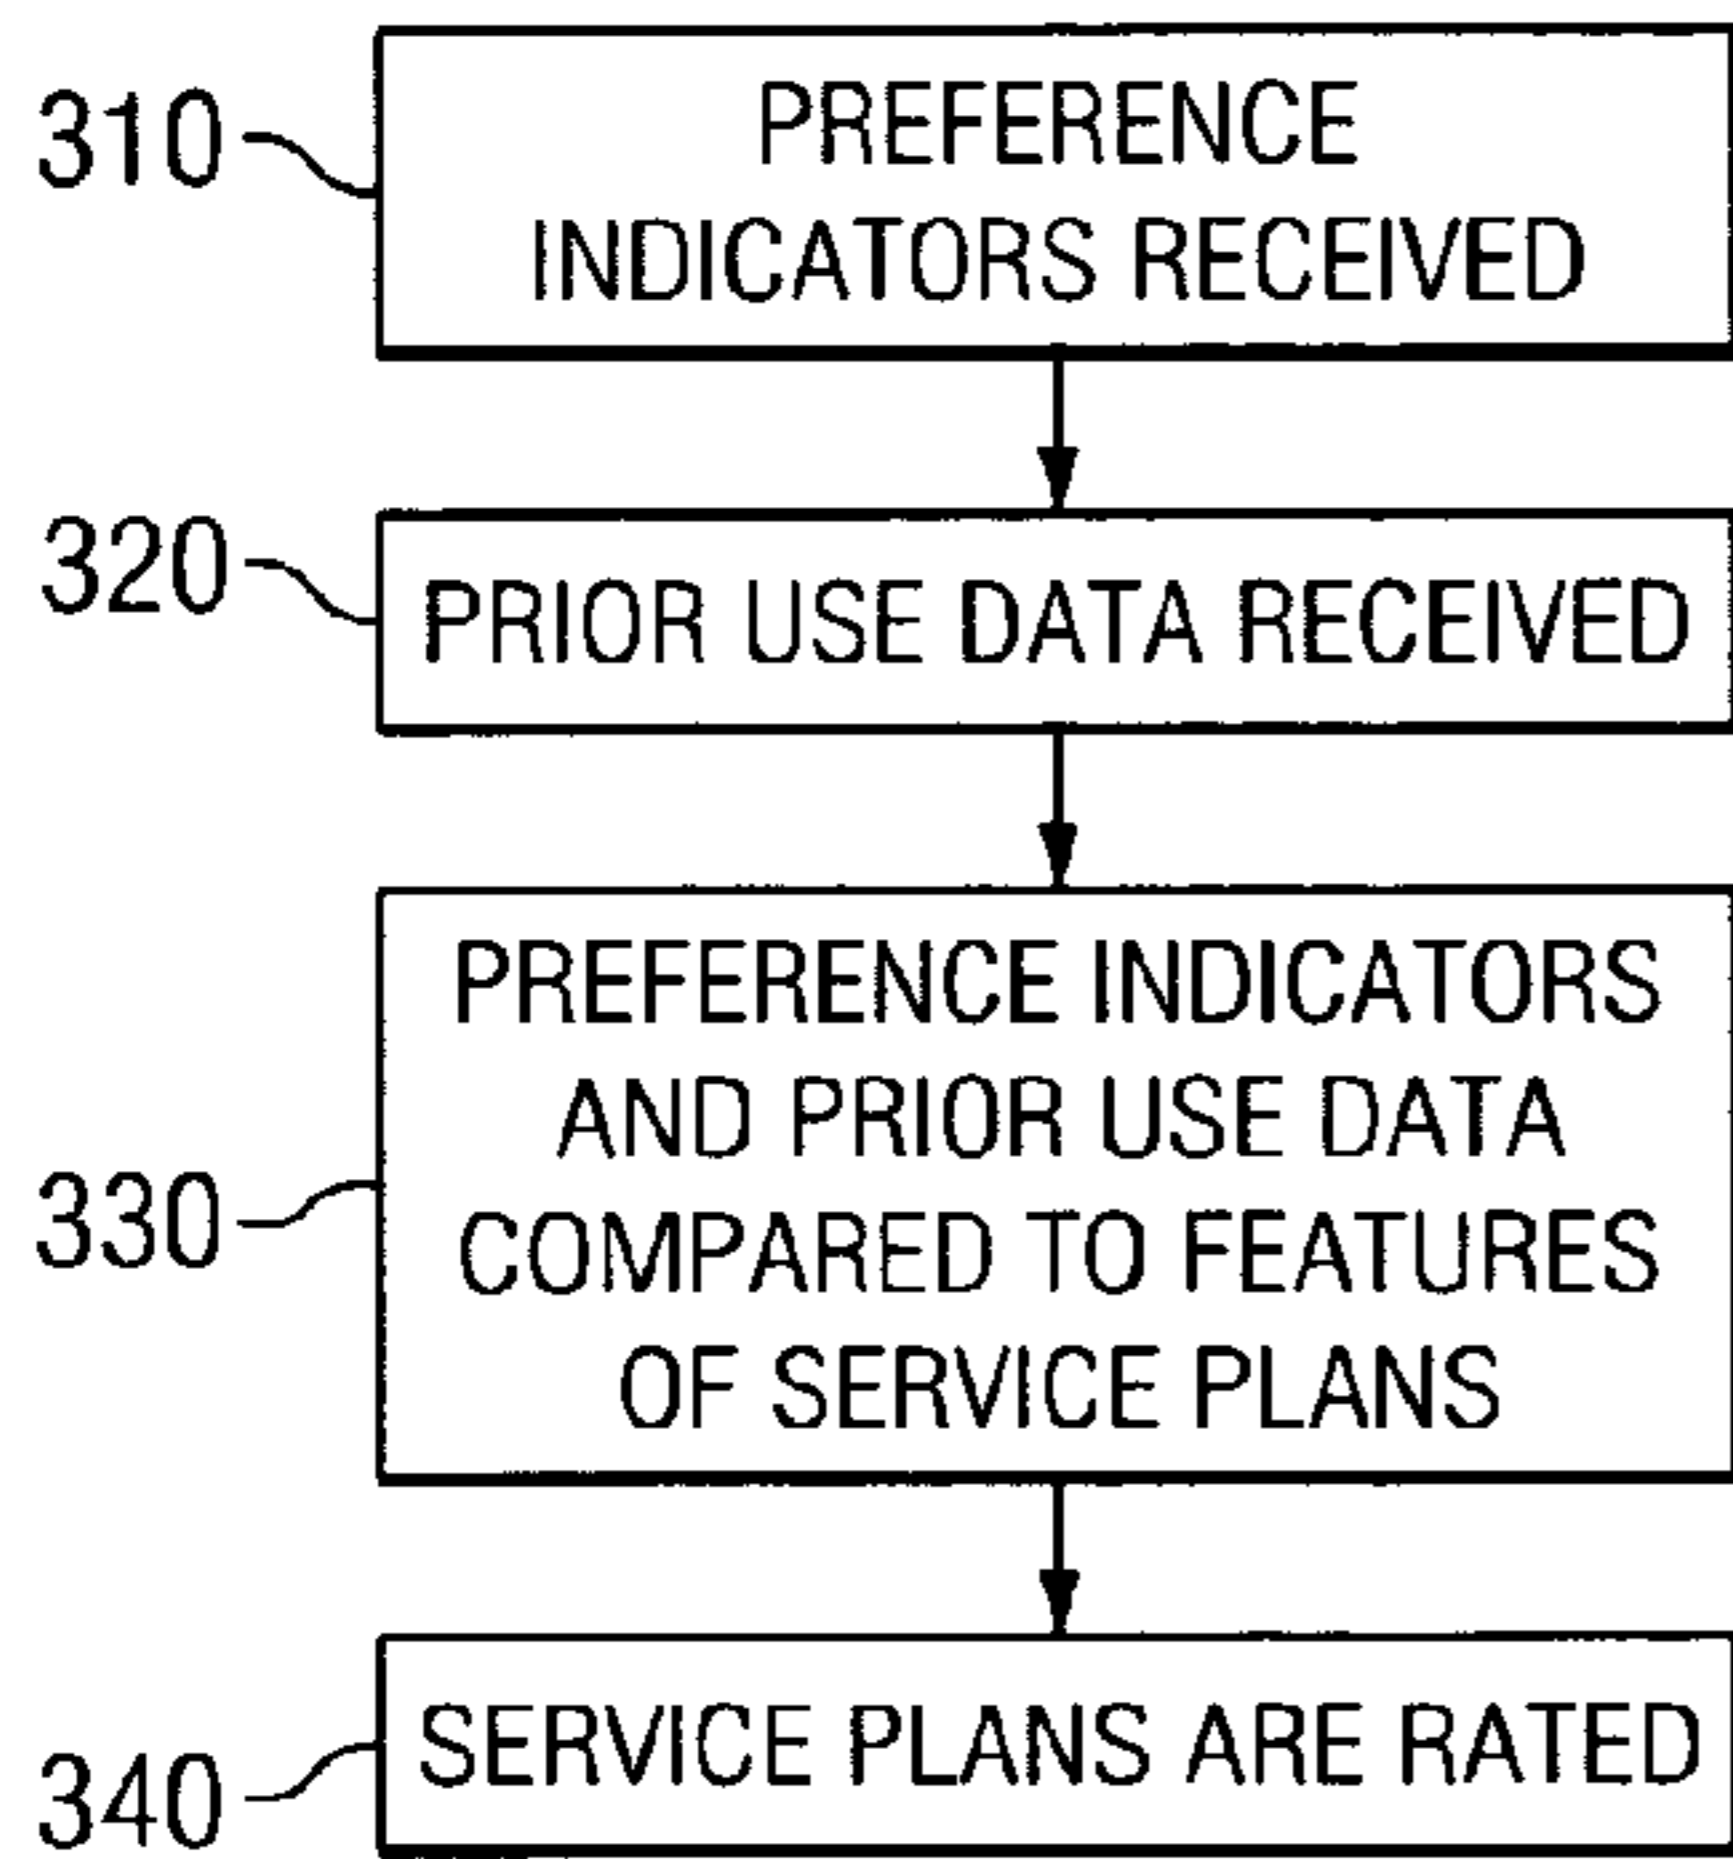 310
PREFERENCE
INDICATORS RECEIVED
320
PRIOR USE DATA RECEIVED
330
PREFERENCE INDICATORS
AND PRIOR USE DATA
COMPARED TO FEATURES
OF SERVICE PLANS
340
SERVICE PLANS ARE RATED